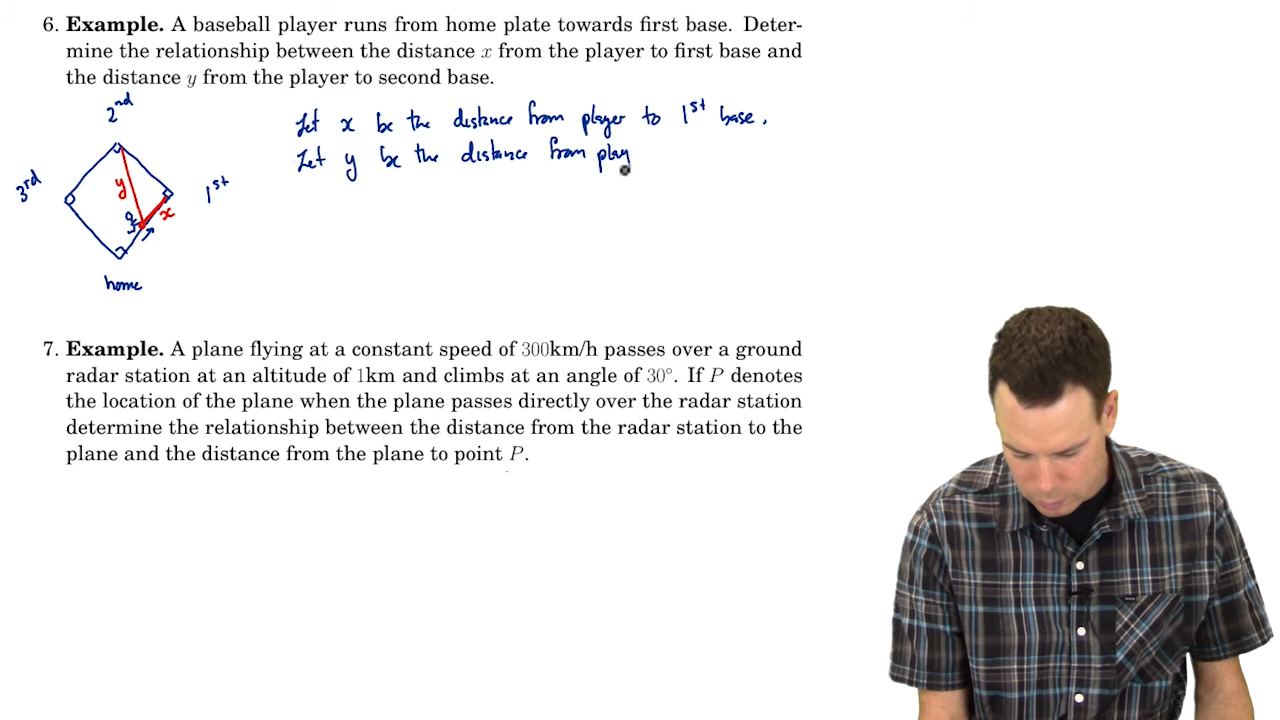 6. Example. A baseball player runs from home plate towards first base. Deter-
mine the relationship between the distance x from the player to first base and
the distance y from the player to second base.
2nd
Let x be the distance from player to 1st base.
Let y be the distance from play
3rd
y
1st
x
home
7. Example. A plane flying at a constant speed of 300km/h passes over a ground
radar station at an altitude of 1km and climbs at an angle of 30°. If P denotes
the location of the plane when the plane passes directly over the radar station
determine the relationship between the distance from the radar station to the
plane and the distance from the plane to point P.